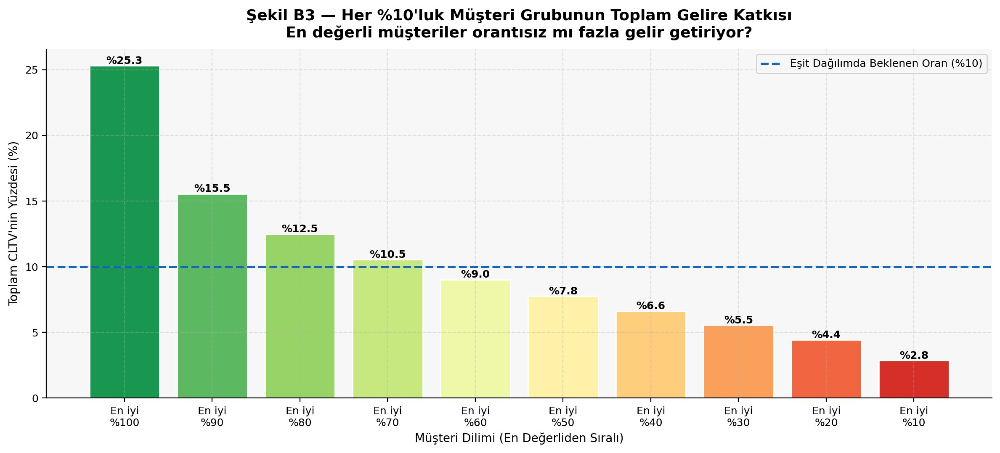 Şekil B3 — Her %10'luk Müşteri Grubunun Toplam Gelire Katkısı
En değerli müşteriler orantısız mı fazla gelir getiriyor?
Eşit Dağılımda Beklenen Oran (%10)
Toplam CLTV'nin Yüzdesi (%)
25
20
15
10
5
0
%25.3
%15.5
%12.5
%10.5
%9.0
%7.8
%6.6
%5.5
%4.4
%2.8
En iyi
%100
En iyi
%90
En iyi
%80
En iyi
%70
En iyi
%60
En iyi
%50
En iyi
%40
En iyi
%30
En iyi
%20
En iyi
%10
Müşteri Dilimi (En Değerliden Sıralı)